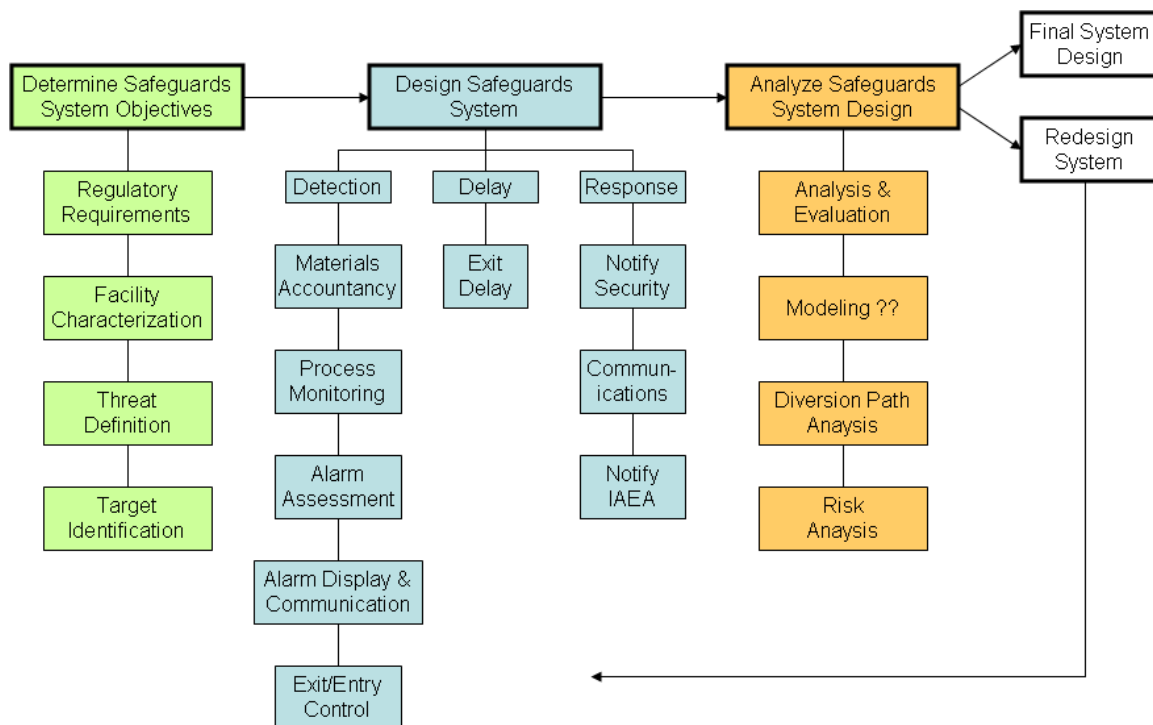 Determine Safeguards
System Objectives
Regulatory
Requirements
Facility
Characterization
Threat
Definition
Target
Identification
Design Safeguards
System
Detection
Materials
Accountancy
Process
Monitoring
Alarm
Assessment
Alarm Display &
Communication
Exit/Entry
Control
Delay
Exit
Delay
Response
Notify
Security
Commun-
ications
Notify
IAEA
Analyze Safeguards
System Design
Analysis &
Evaluation
Modeling ??
Diversion Path
Anaysis
Risk
Anaysis
Final System
Design
Redesign
System